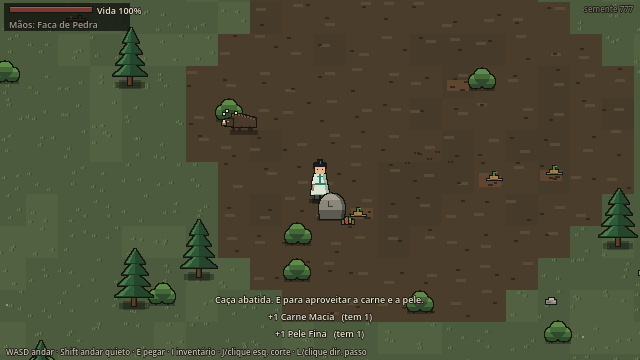 Vida 100%
semente 777
Mãos: Faca de Pedra
Caça abatida. E para aproveitar a carne e a pele.
+1 Carne Macia (tem 1)
+1 Pele Fina (tem 1)
WASD andar · Shift andar quieto · E pegar · I inventario · J/clique esq. corte · L/clique dir. passo